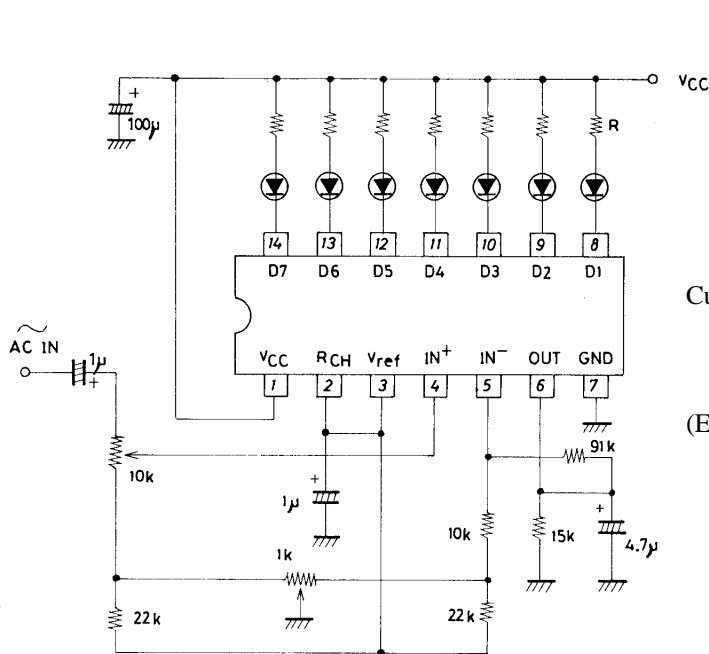 VCC
+
100μ
R
14 13 12 11 10 9 8
D7 D6 D5 D4 D3 D2 D1
Cu
AC IN
1μ
+
VCC RCH Vref IN+ IN- OUT GND
1 2 3 4 5 6 7
(E
91k
10k
+
1μ
10k
15k
+
4.7μ
1k
22k
22k